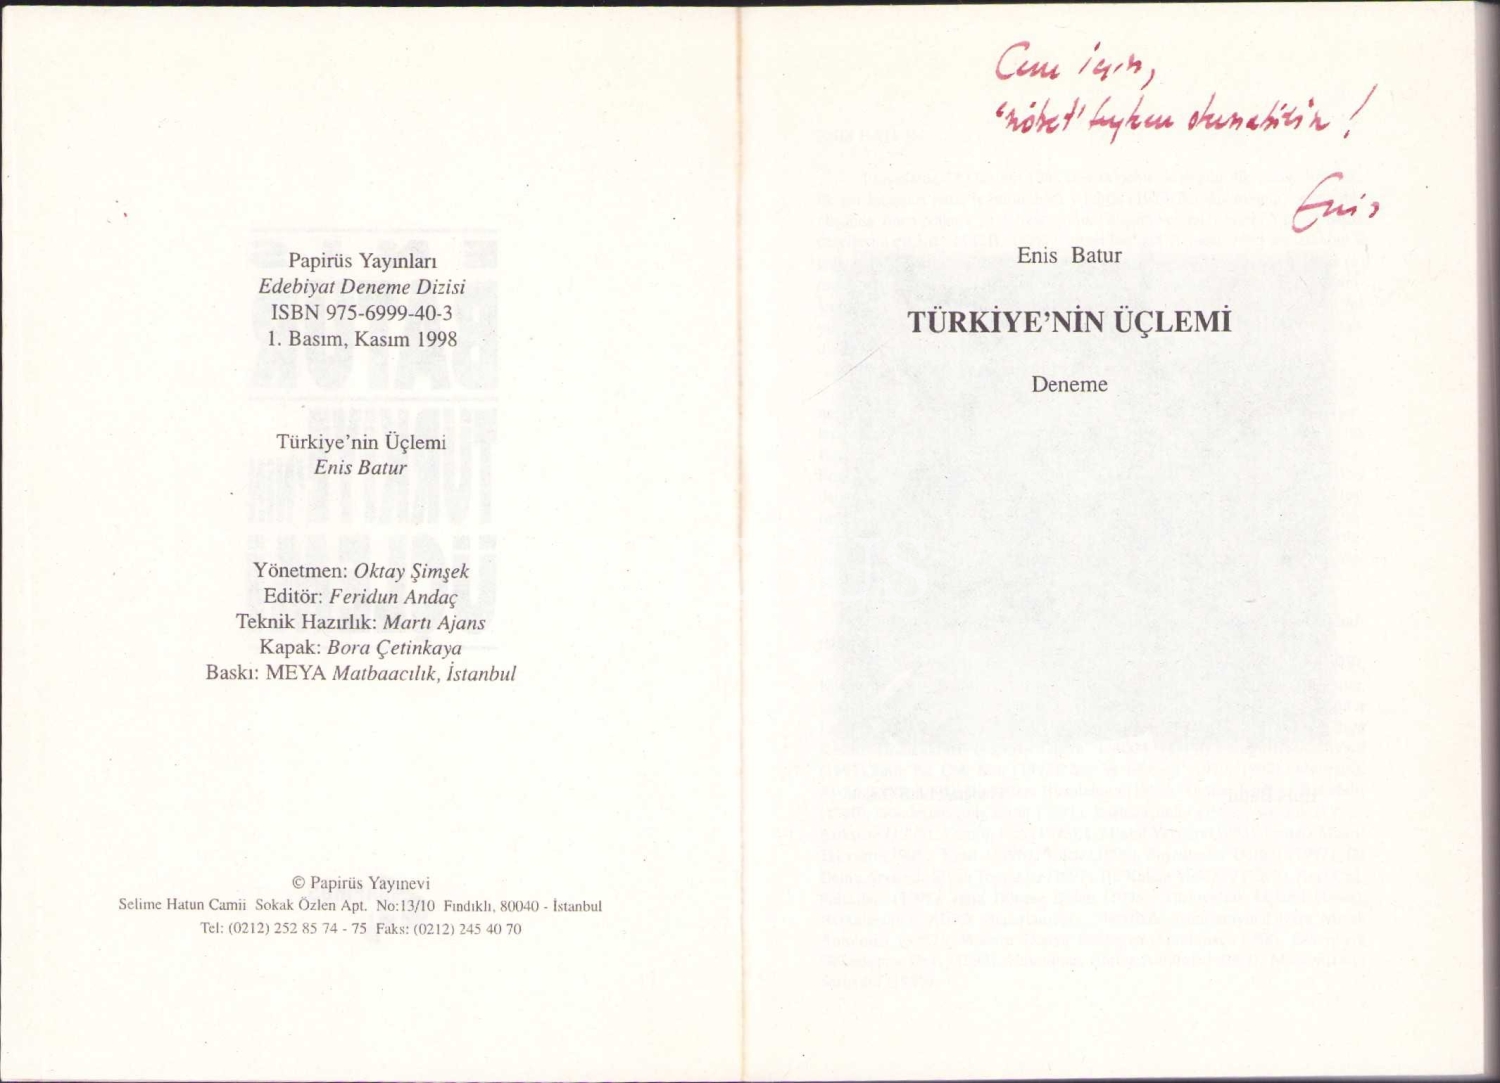 Papirüs Yayınları
Edebiyat Deneme Dizisi
ISBN 975-6999-40-3
1. Basım, Kasım 1998
Türkiye'nin Üçlemi
Enis Batur
Yönetmen: Oktay Şimşek
Editör: Feridun Andaç
Teknik Hazırlık: Martı Ajans
Kapak: Bora Çetinkaya
Baskı: MEYA Matbaacılık, İstanbul
© Papirüs Yayınevi
Selime Hatun Camii Sokak Özlen Apt. No:13/10 Fındıklı, 80040 - İstanbul
Tel: (0212) 252 85 74 - 75 Faks: (0212) 245 40 70
Cem için,
'nöbet'teyken okunabilir!
Enis
Enis Batur
TÜRKİYE'NİN ÜÇLEMİ
Deneme